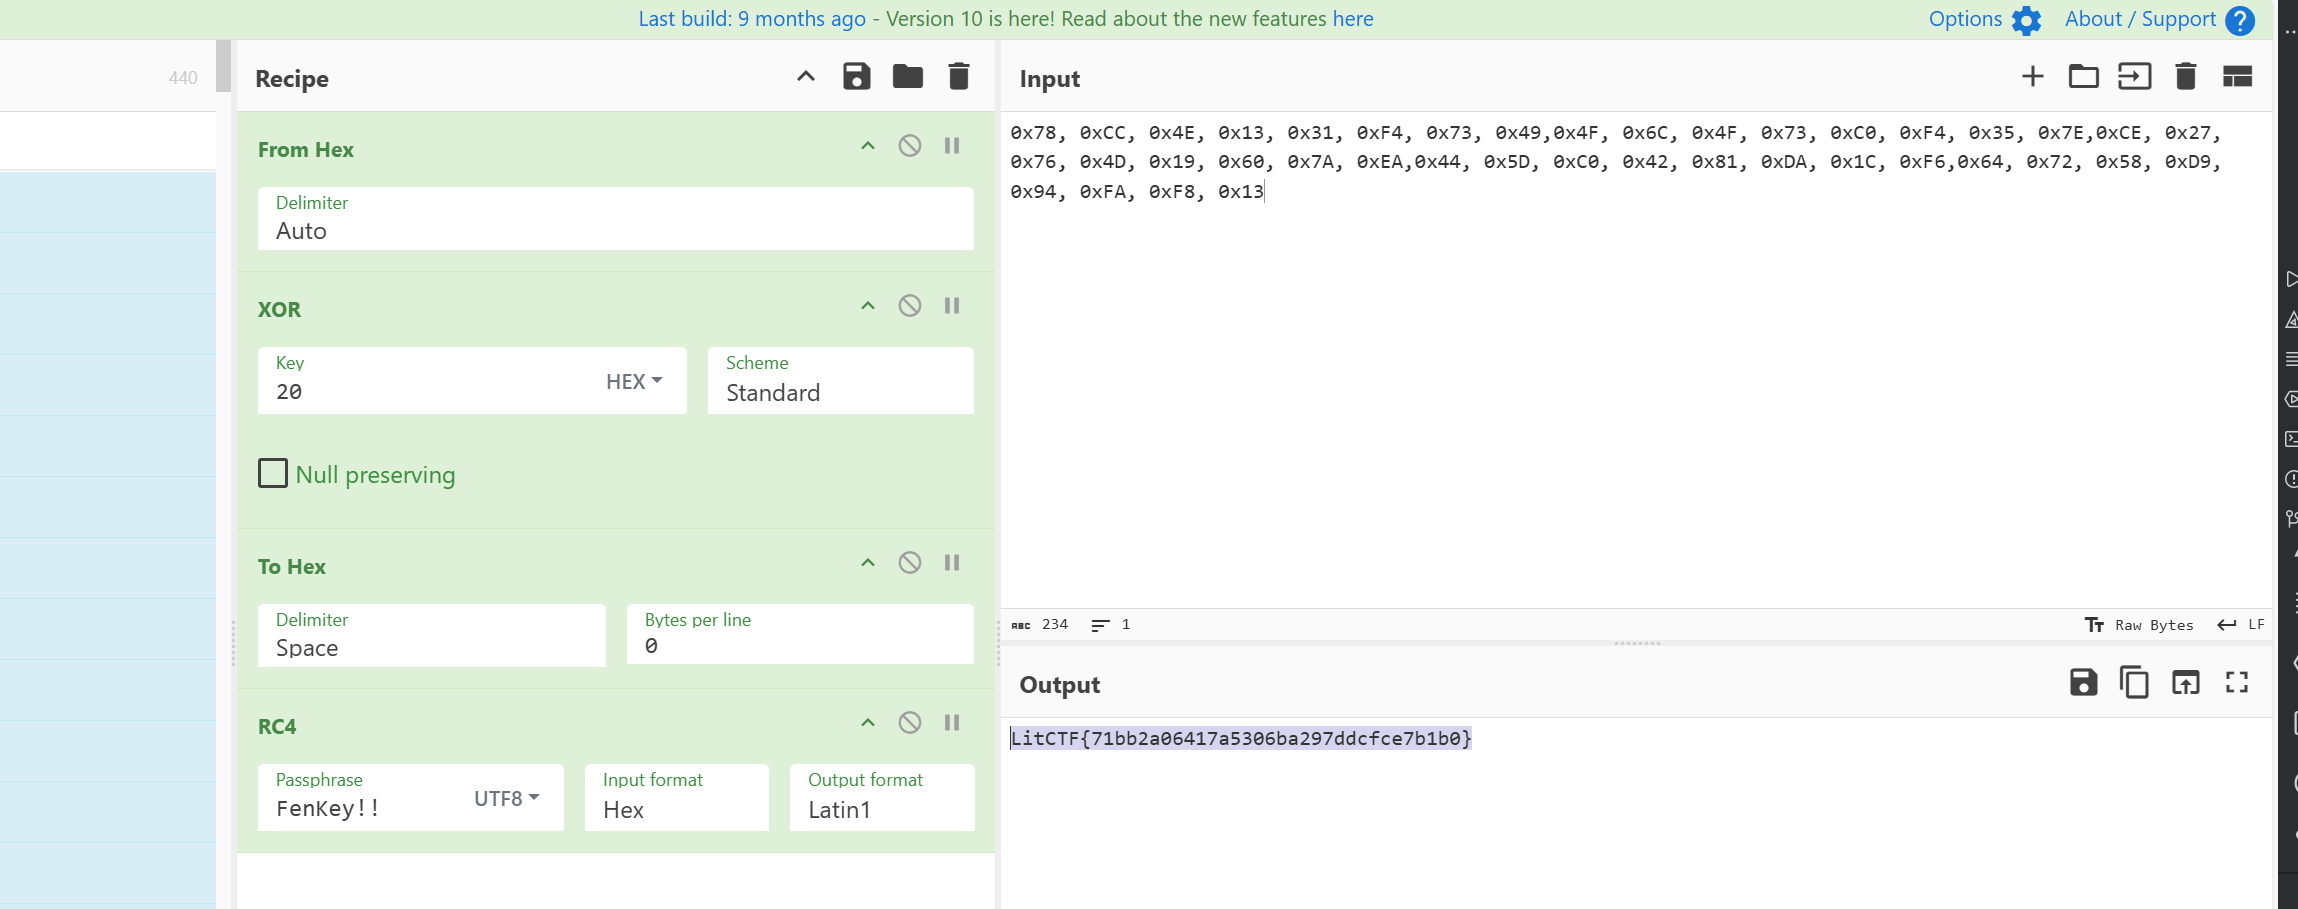 Last build: 9 months ago - Version 10 is here! Read about the new features here
Options
About / Support
440
Recipe
From Hex
Delimiter
Auto
XOR
Key
20
HEX
Scheme
Standard
Null preserving
To Hex
Delimiter
Space
Bytes per line
0
RC4
Passphrase
FenKey!!
UTF8
Input format
Hex
Output format
Latin1
Input
0x78, 0xCC, 0x4E, 0x13, 0x31, 0xF4, 0x73, 0x49,0x4F, 0x6C, 0x4F, 0x73, 0xC0, 0xF4, 0x35, 0x7E,0xCE, 0x27,
0x76, 0x4D, 0x19, 0x60, 0x7A, 0xEA,0x44, 0x5D, 0xC0, 0x42, 0x81, 0xDA, 0x1C, 0xF6,0x64, 0x72, 0x58, 0xD9,
0x94, 0xFA, 0xF8, 0x13
ABC 234
1
Raw Bytes
LF
Output
LitCTF{71bb2a06417a5306ba297ddcfce7b1b0}